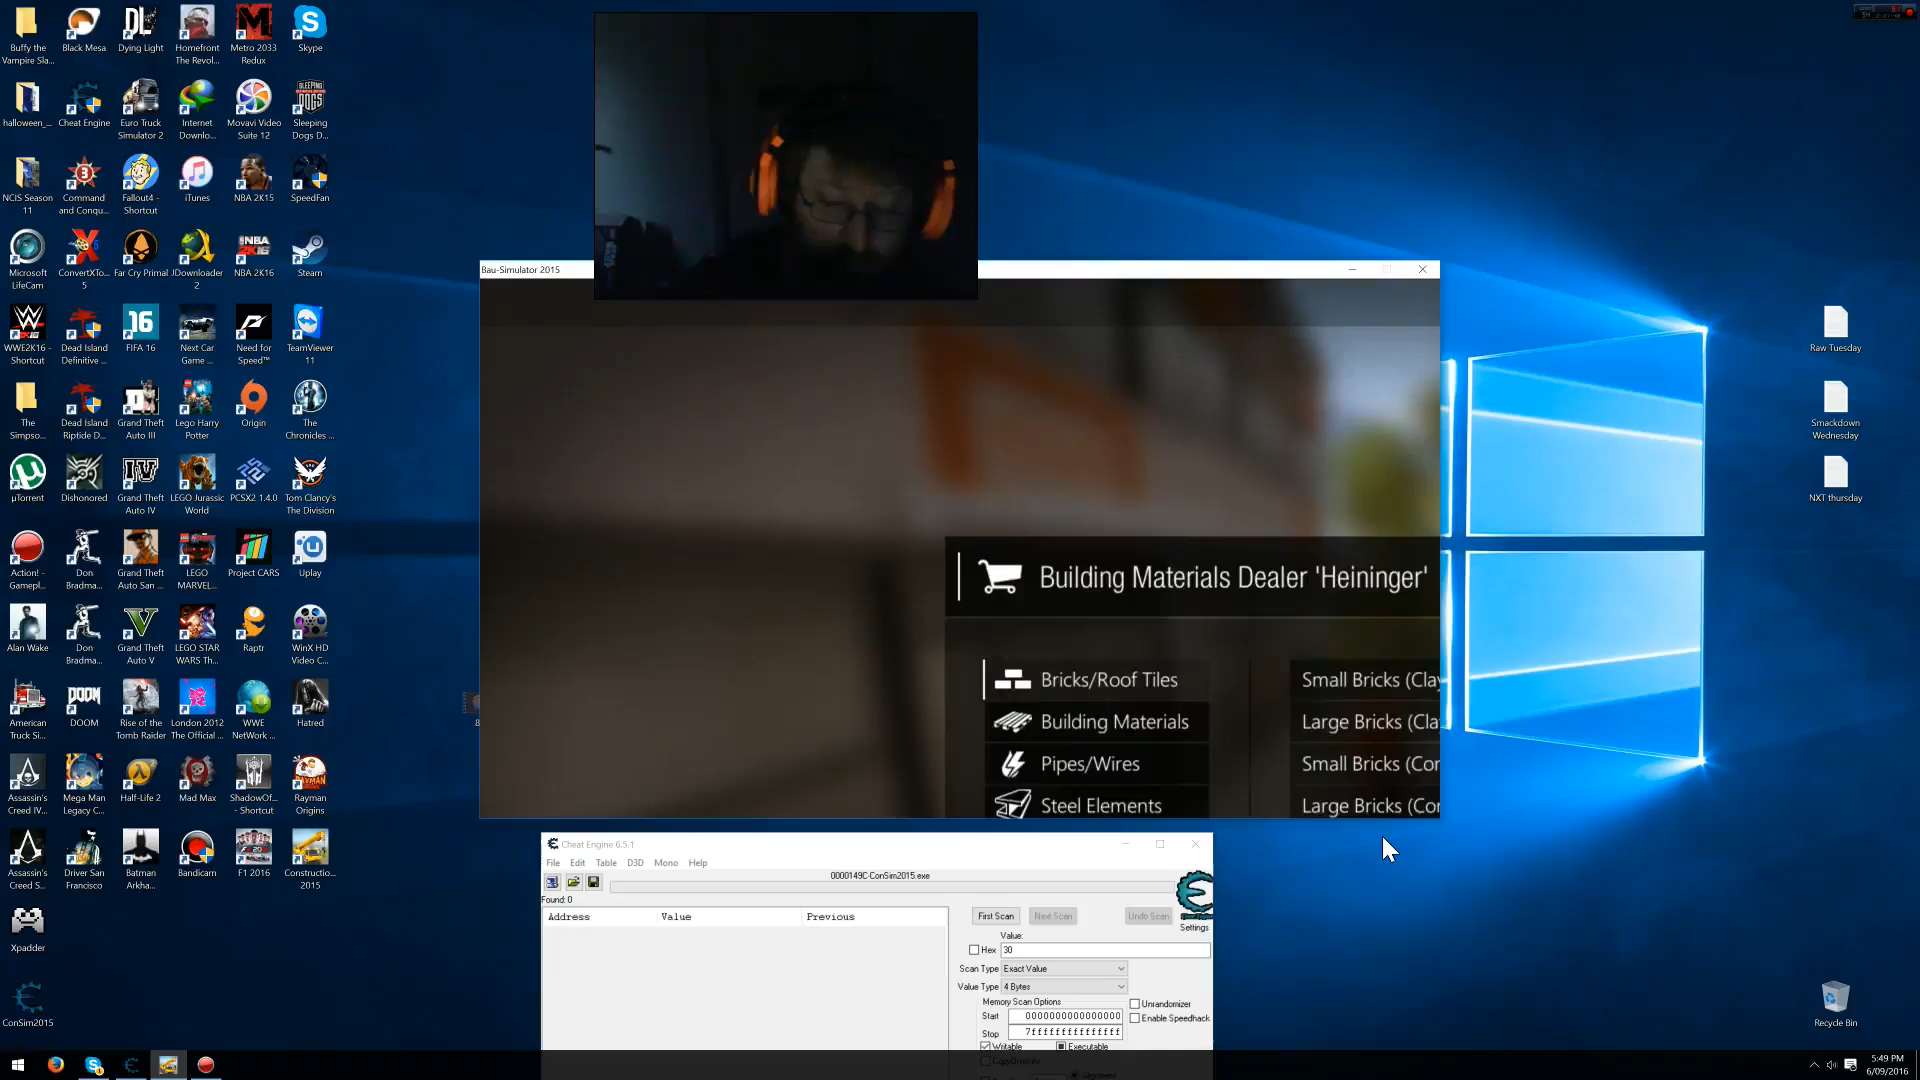 Buffy the
Vampire Sla...
Black Mesa
Dying Light
Homefront
The Revol...
Metro 2033
Redux
Skype
halloween_...
Cheat Engine
Euro Truck
Simulator 2
Internet
Downlo...
Movavi Video
Suite 12
Sleeping
Dogs D...
NCIS Season
11
Command
and Conqu...
Fallout4 -
Shortcut
iTunes
NBA 2K15
SpeedFan
Microsoft
LifeCam
ConvertXTo...
5
Far Cry Primal
JDownloader
2
NBA 2K16
Steam
WWE2K16 -
Shortcut
Dead Island
Definitive ...
FIFA 16
Next Car
Game ...
Need for
Speed™
TeamViewer
11
The
Simpso...
Dead Island
Riptide D...
Grand Theft
Auto III
Lego Harry
Potter
Origin
The
Chronicles ...
µTorrent
Dishonored
Grand Theft
Auto IV
LEGO Jurassic
World
PCSX2 1.4.0
Tom Clancy's
The Division
Action! -
Gamepl...
Don
Bradma...
Grand Theft
Auto San ...
LEGO
MARVEL...
Project CARS
Uplay
Alan Wake
Don
Bradma...
Grand Theft
Auto V
LEGO STAR
WARS Th...
Raptr
WinX HD
Video C...
American
Truck Si...
DOOM
Rise of the
Tomb Raider
London 2012
The Official ...
WWE
NetWork ...
Hatred
Assassin's
Creed IV...
Mega Man
Legacy C...
Half-Life 2
Mad Max
ShadowOf...
- Shortcut
Rayman
Origins
Assassin's
Creed S...
Driver San
Francisco
Batman
Arkha...
Bandicam
F1 2016
Constructio...
2015
Xpadder
ConSim2015
Bau-Simulator 2015
Building Materials Dealer 'Heininger'
Bricks/Roof Tiles
Building Materials
Pipes/Wires
Steel Elements
Small Bricks (Cla
Large Bricks (Cla
Small Bricks (Cor
Large Bricks (Cor
Cheat Engine 6.5.1
File Edit Table D3D Mono Help
0000149C-ConSim2015.exe
Found: 0
Address Value Previous
First Scan Next Scan Undo Scan
Settings
Value:
Hex 30
Scan Type Exact Value
Value Type 4 Bytes
Memory Scan Options
Start 0000000000000000
Stop 7fffffffffffffff
Writable Executable
CopyOnWrite
Unrandomizer
Enable Speedhack
Raw Tuesday
Smackdown
Wednesday
NXT thursday
Recycle Bin
5:49 PM
6/09/2016